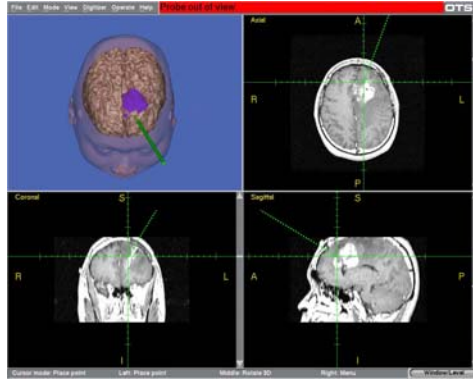 File Edit Mode View Digitizer Operate Help Probe out of view OTS
Axial A
R L
P
Coronal S Sagittal S
R L A P
I I
Cursor mode: Place point Left: Place point Middle: Rotate 3D Right: Menu Window/Level